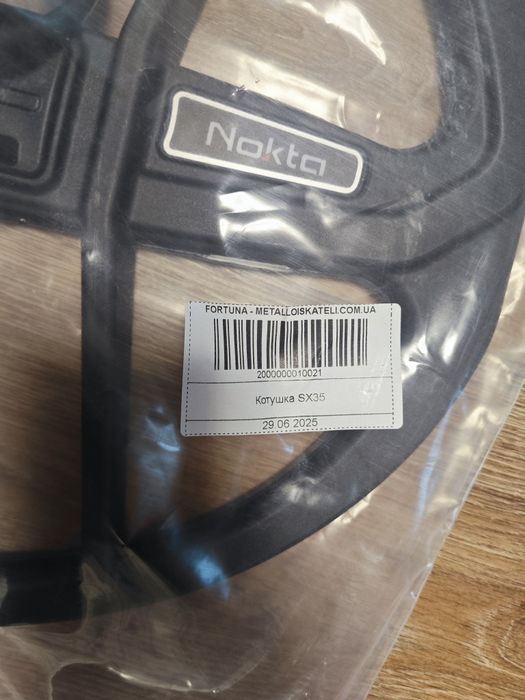 Nokta
FORTUNA - METALLOISKATELI.COM.UA
2000000010021
Котушка SX35
29 06 2025